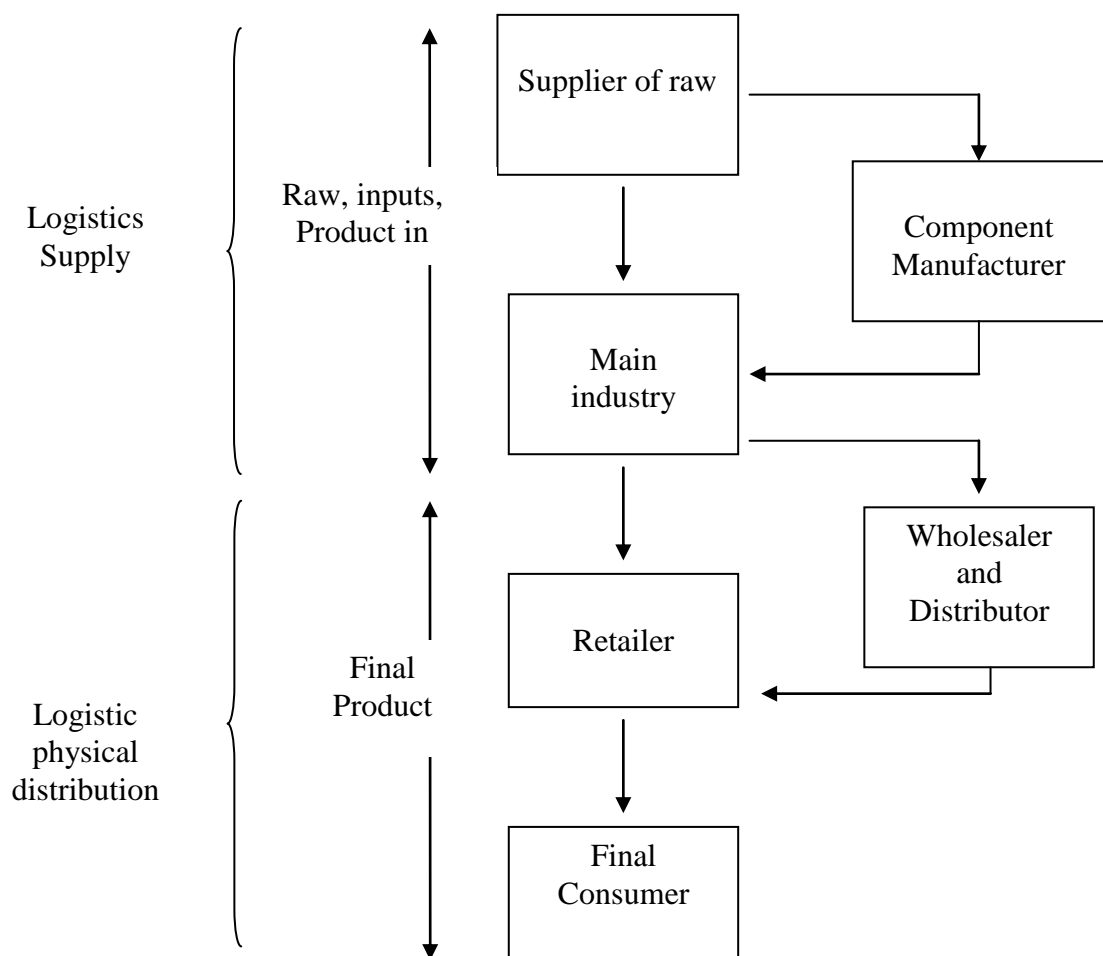 Supplier of raw
Raw, inputs,
Product in
Logistics
Supply
Component
Manufacturer
Main
industry
Wholesaler
and
Distributor
Retailer
Final
Product
Logistic
physical
distribution
Final
Consumer